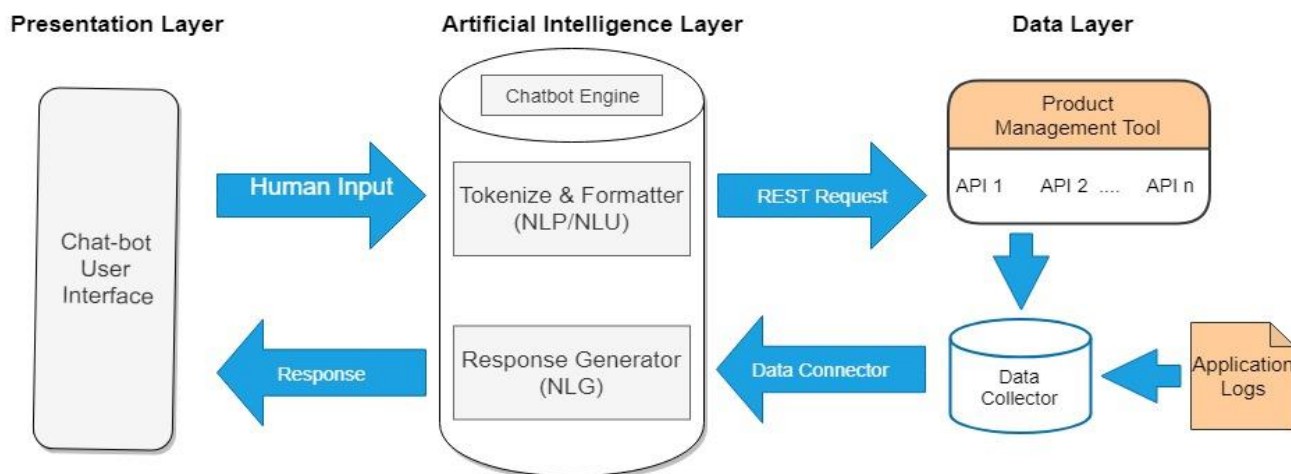 Presentation Layer
Artificial Intelligence Layer
Data Layer
Chat-bot
User
Interface
Human Input
Response
Chatbot Engine
Tokenize & Formatter
(NLP/NLU)
Response Generator
(NLG)
REST Request
Data Connector
Product
Management Tool
API 1 API 2 .... API n
Data
Collector
Application
Logs